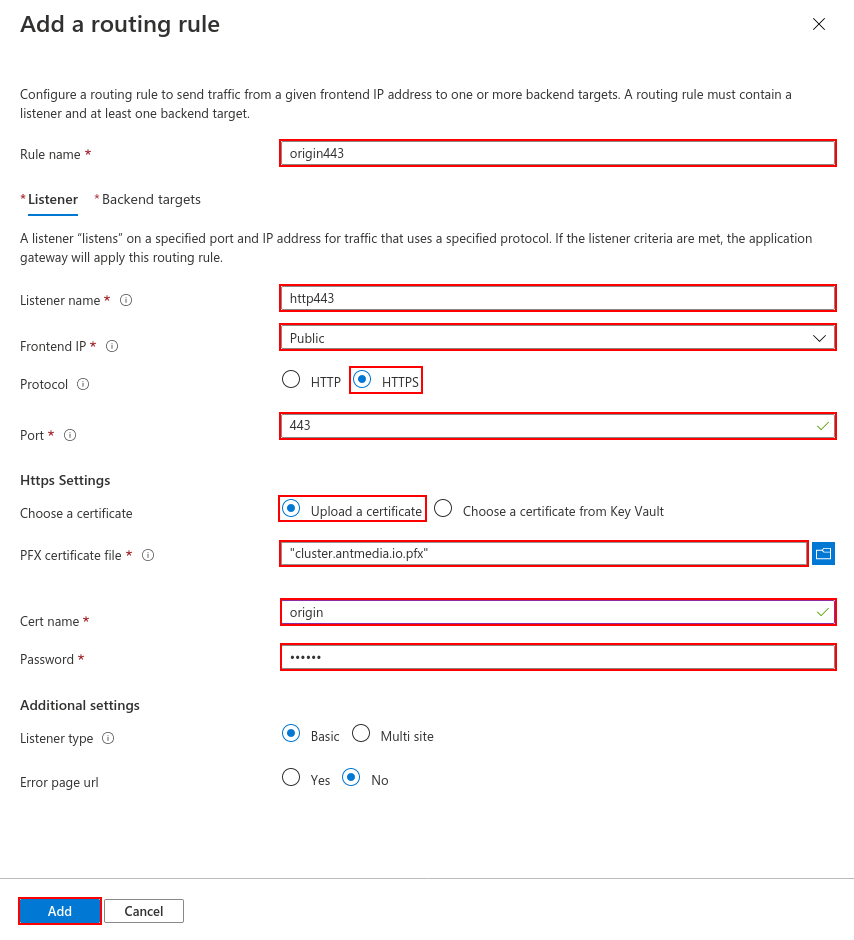 Add a routing rule
Configure a routing rule to send traffic from a given frontend IP address to one or more backend targets. A routing rule must contain a
listener and at least one backend target.
Rule name *
origin443
* Listener * Backend targets
A listener “listens” on a specified port and IP address for traffic that uses a specified protocol. If the listener criteria are met, the application
gateway will apply this routing rule.
Listener name *
http443
Frontend IP *
Public
Protocol
HTTP HTTPS
Port *
443
Https Settings
Choose a certificate
Upload a certificate Choose a certificate from Key Vault
PFX certificate file *
"cluster.antmedia.io.pfx"
Cert name *
origin
Password *
••••••
Additional settings
Listener type
Basic Multi site
Error page url
Yes No
Add Cancel